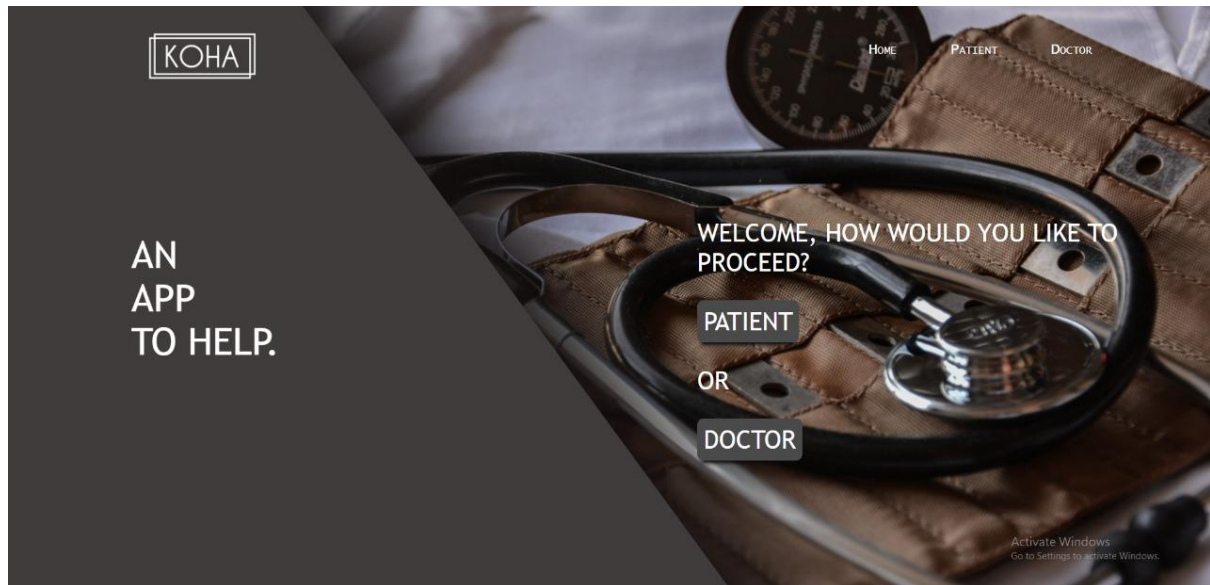 KOHA
HOME PATIENT DOCTOR
AN
APP
TO HELP.
WELCOME, HOW WOULD YOU LIKE TO
PROCEED?
PATIENT
OR
DOCTOR
Activate Windows
Go to Settings to activate Windows.